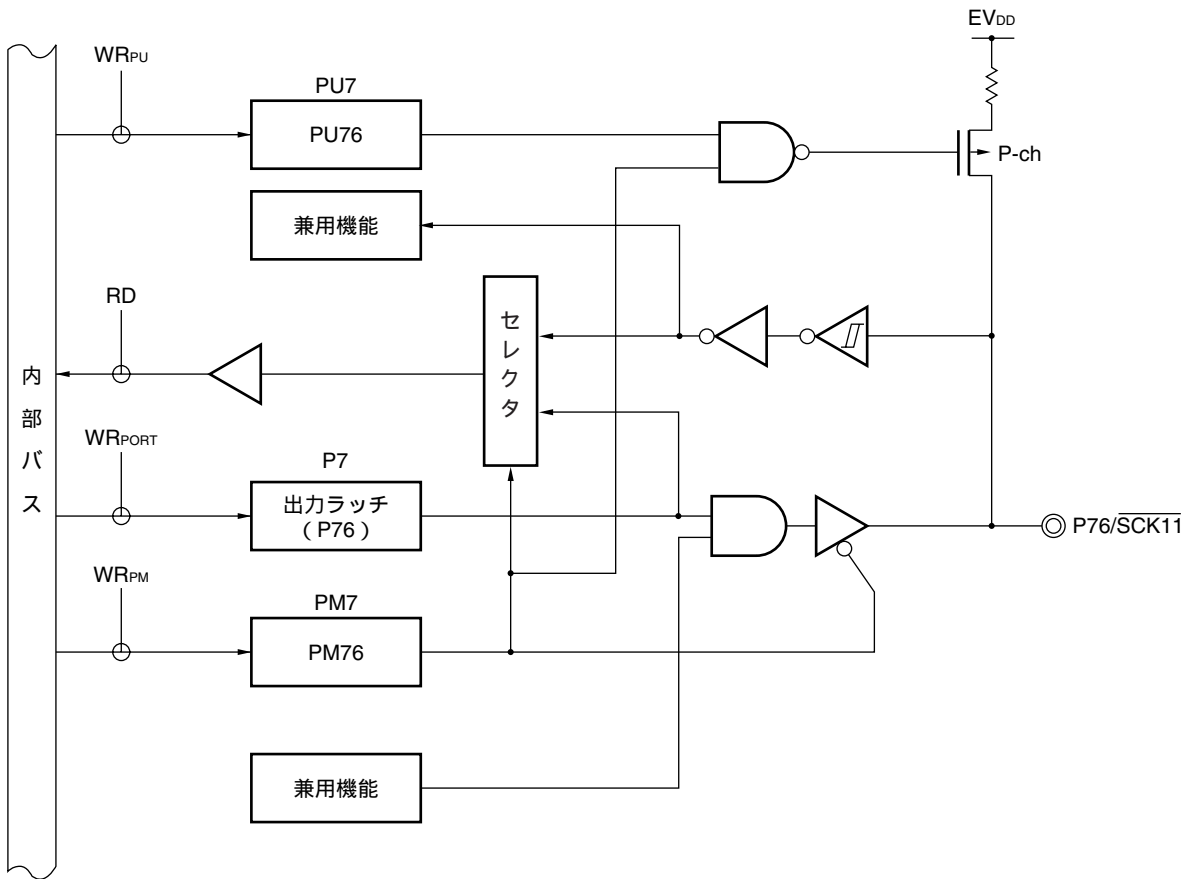 EVDD
WRPU
PU7
PU76
P-ch
兼用機能
RD
セレクタ
内部バス
WRPORT
P7
出力ラッチ
(P76)
P76/SCK11
WRPM
PM7
PM76
兼用機能